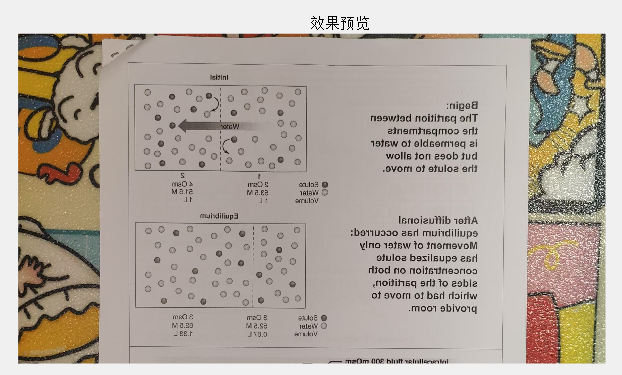 效果预览
Begin:
The partition between
the compartments
is permeable to water
but does not allow
the solute to move.
Initial
Water
1 2
Solute 2 Osm 4 Osm
Water 53.5 M 51.5 M
Volume 1 L 1 L
After diffusional
equilibrium has occurred:
Movement of water only
has equalized solute
concentration on both
sides of the partition,
which had to move to
provide room.
Equilibrium
Solute 3 Osm 3 Osm
Water 52.5 M 52.5 M
Volume 0.67 L 1.33 L
Intracellular fluid 300 mOsm